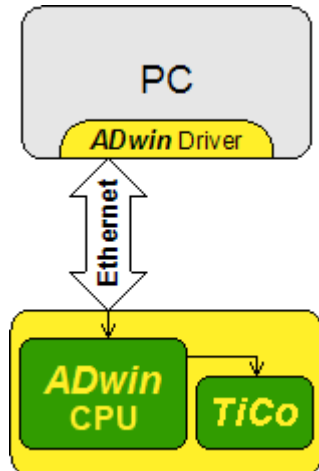 PC
ADwin Driver
Ethernet
ADwin
CPU
TiCo